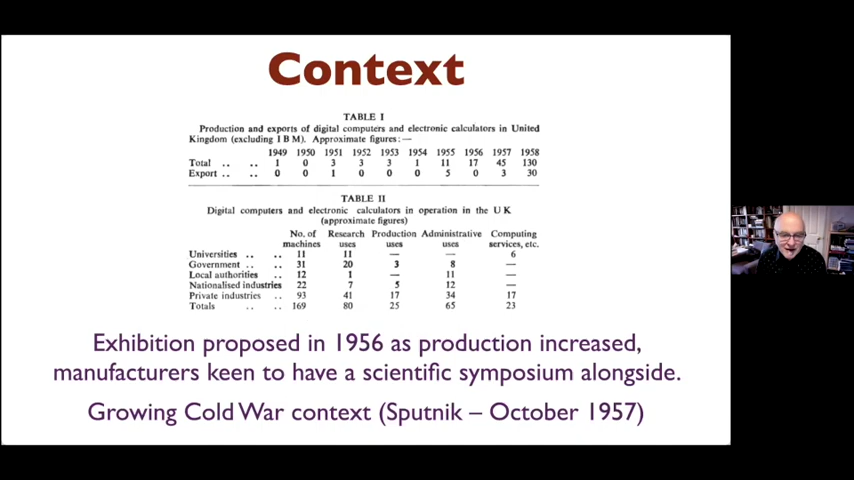 Context
TABLE I
Production and exports of digital computers and electronic calculators in United
Kingdom (excluding I B M). Approximate figures:—
1949 1950 1951 1952 1953 1954 1955 1956 1957 1958
Total .. .. 1 0 3 3 3 1 11 17 45 130
Export .. .. 0 0 1 0 0 0 5 0 3 30
TABLE II
Digital computers and electronic calculators in operation in the U K
(approximate figures)
No. of Research Production Administrative Computing
machines uses uses uses services, etc.
Universities .. .. 11 11 — — 6
Government .. .. 31 20 3 8 —
Local authorities .. 12 1 — 11 —
Nationalised industries 22 7 5 12 —
Private industries .. 93 41 17 34 17
Totals .. .. 169 80 25 65 23
Exhibition proposed in 1956 as production increased,
manufacturers keen to have a scientific symposium alongside.
Growing Cold War context (Sputnik – October 1957)